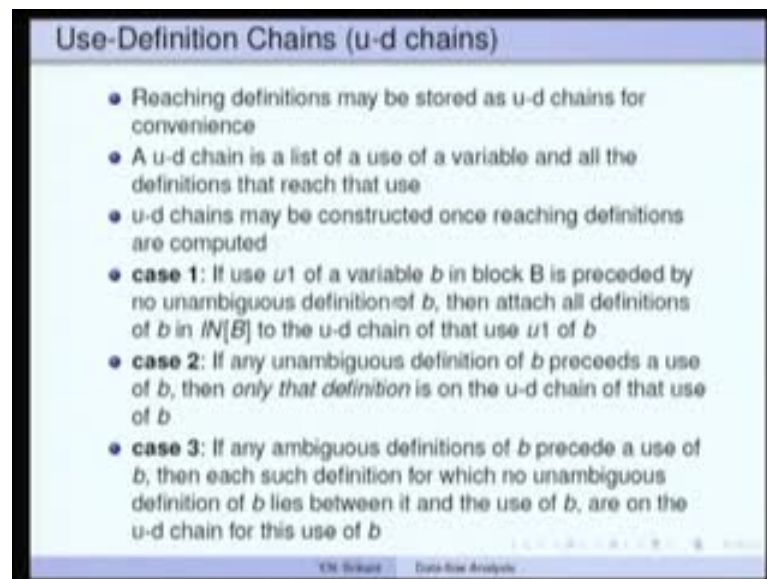 Use-Definition Chains (u-d chains)
Reaching definitions may be stored as u-d chains for
convenience
A u-d chain is a list of a use of a variable and all the
definitions that reach that use
u-d chains may be constructed once reaching definitions
are computed
case 1: If use u1 of a variable b in block B is preceded by
no unambiguous definition of b, then attach all definitions
of b in IN[B] to the u-d chain of that use u1 of b
case 2: If any unambiguous definition of b preceeds a use
of b, then only that definition is on the u-d chain of that use
of b
case 3: If any ambiguous definitions of b precede a use of
b, then each such definition for which no unambiguous
definition of b lies between it and the use of b, are on the
u-d chain for this use of b
Y.N. Srikant Data-flow Analysis